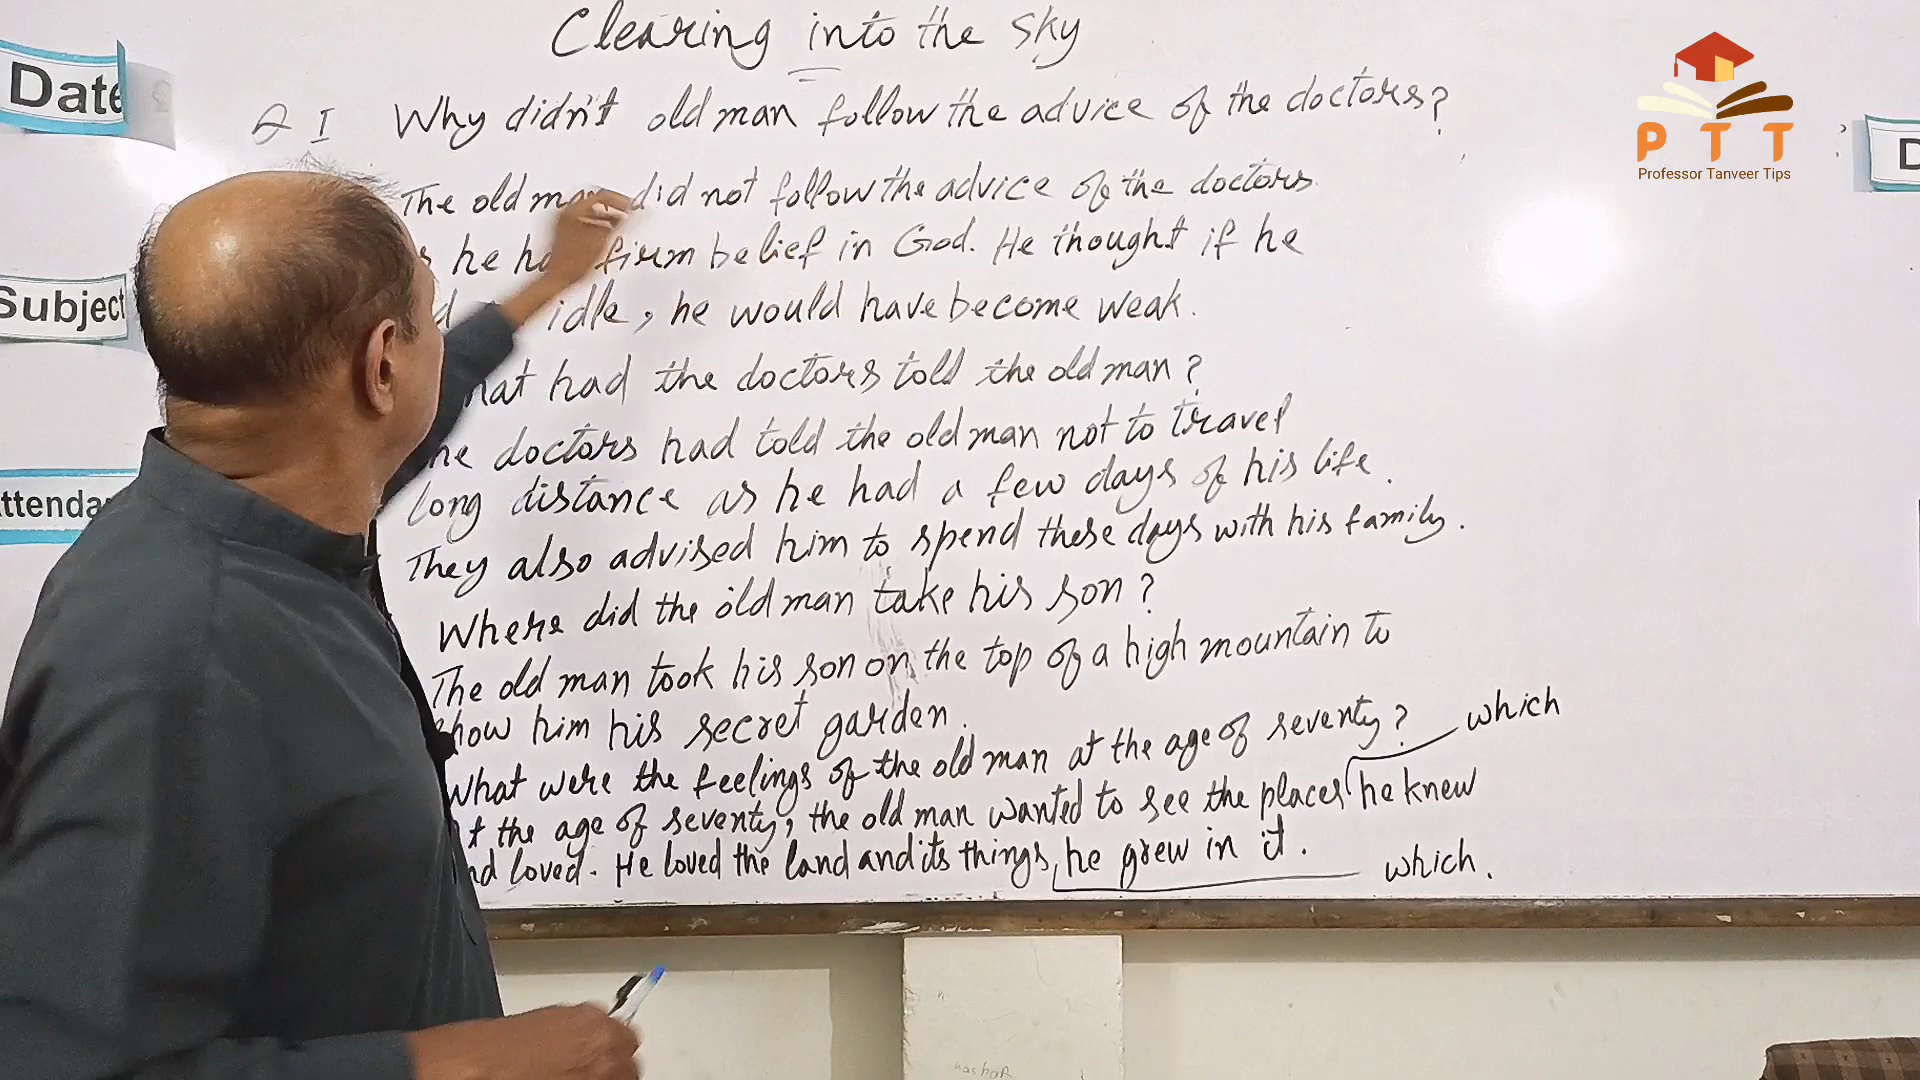 Clearing into the sky
Date
Q I Why didn't old man follow the advice of the doctors?
P T T
Professor Tanveer Tips
D
The old man did not follow the advice of the doctors
he firm belief in God. He thought if he
Subject
idle, he would have become weak.
had the doctors told the old man?
doctors had told the old man not to travel
long distance as he had a few days of his life.
They also advised him to spend these days with his family.
Where did the old man take his son?
The old man took his son on the top of a high mountain to
show him his secret garden.
What were the feelings of the old man at the age of seventy? which
the age of seventy, the old man wanted to see the places he knew
loved. He loved the land and its things, he grew in it. which.